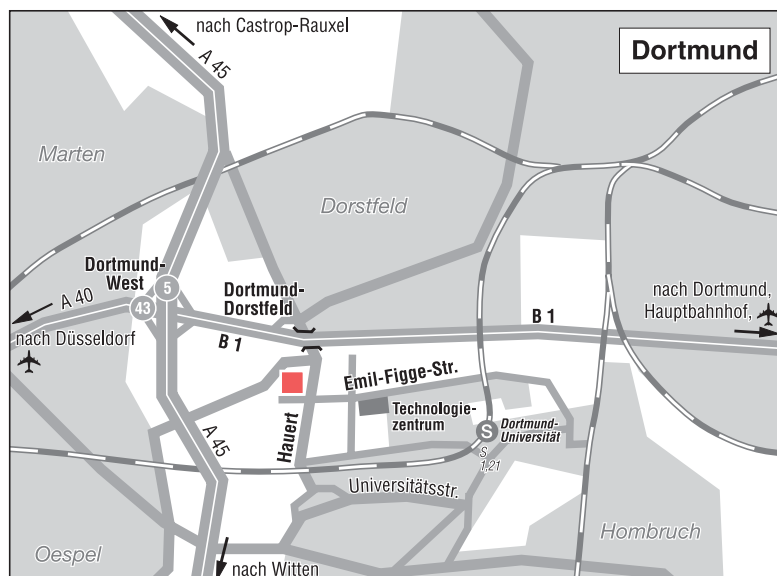 nach Castrop-Rauxel
A 45
Dortmund
Marten
Dorstfeld
Dortmund-
West
5
43
A 40
nach Düsseldorf
Dortmund-
Dorstfeld
B 1
B 1
nach Dortmund,
Hauptbahnhof,
Emil-Figge-Str.
Technologie-
zentrum
S
Dortmund-
Universität
S
1,21
Hauert
A 45
Universitätsstr.
Hombruch
Oespel
nach Witten